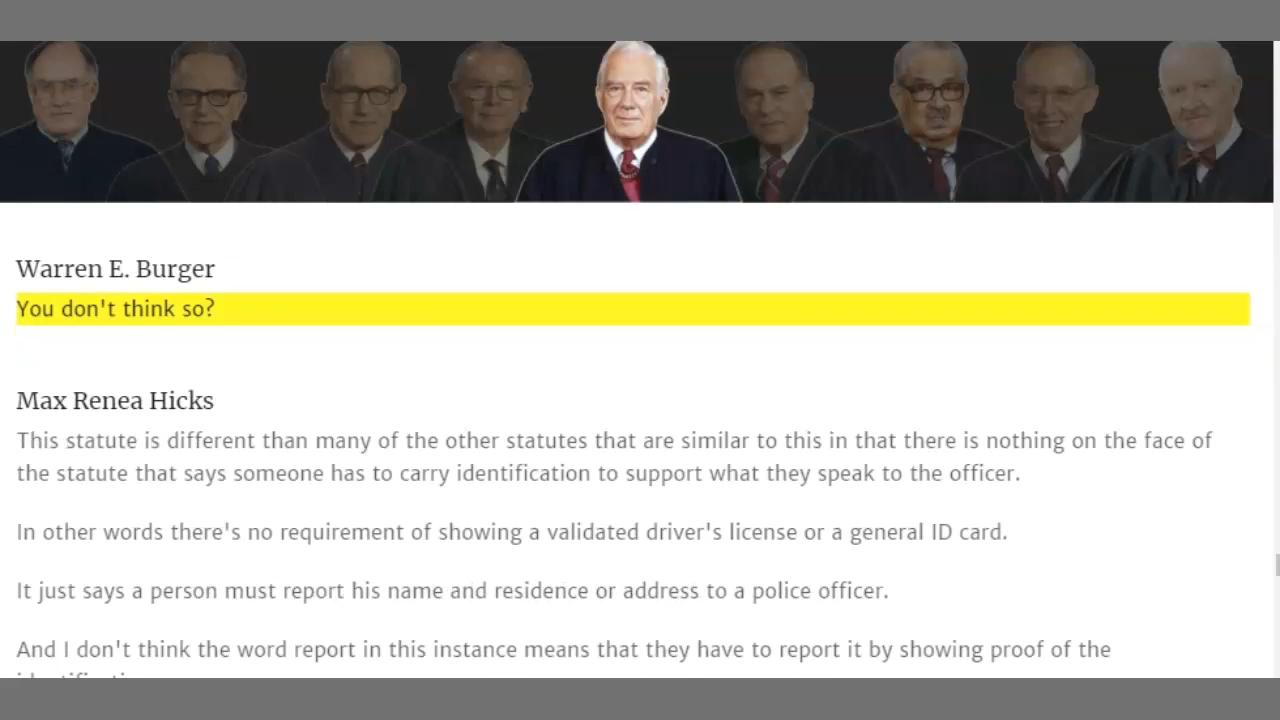 Warren E. Burger
You don't think so?
Max Renea Hicks
This statute is different than many of the other statutes that are similar to this in that there is nothing on the face of
the statute that says someone has to carry identification to support what they speak to the officer.
In other words there's no requirement of showing a validated driver's license or a general ID card.
It just says a person must report his name and residence or address to a police officer.
And I don't think the word report in this instance means that they have to report it by showing proof of the